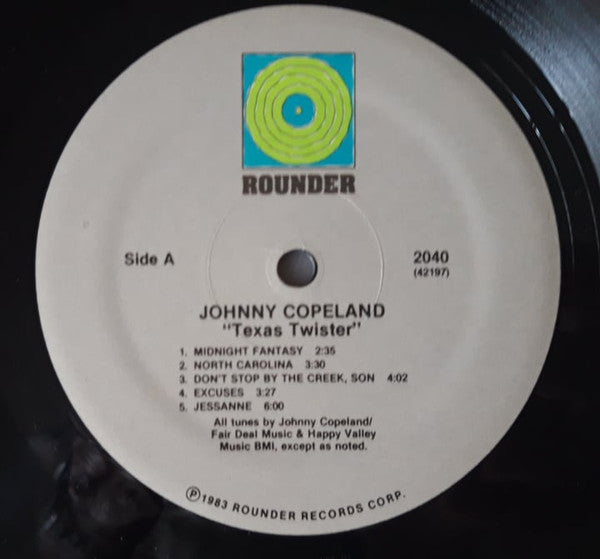 ROUNDER
Side A
2040
(42197)
JOHNNY COPELAND
"Texas Twister"
1. MIDNIGHT FANTASY 2:35
2. NORTH CAROLINA 3:30
3. DON'T STOP BY THE CREEK, SON 4:02
4. EXCUSES 3:27
5. JESSANNE 6:00
All tunes by Johnny Copeland/
Fair Deal Music & Happy Valley
Music BMI, except as noted.
Ⓟ1983 ROUNDER RECORDS CORP.